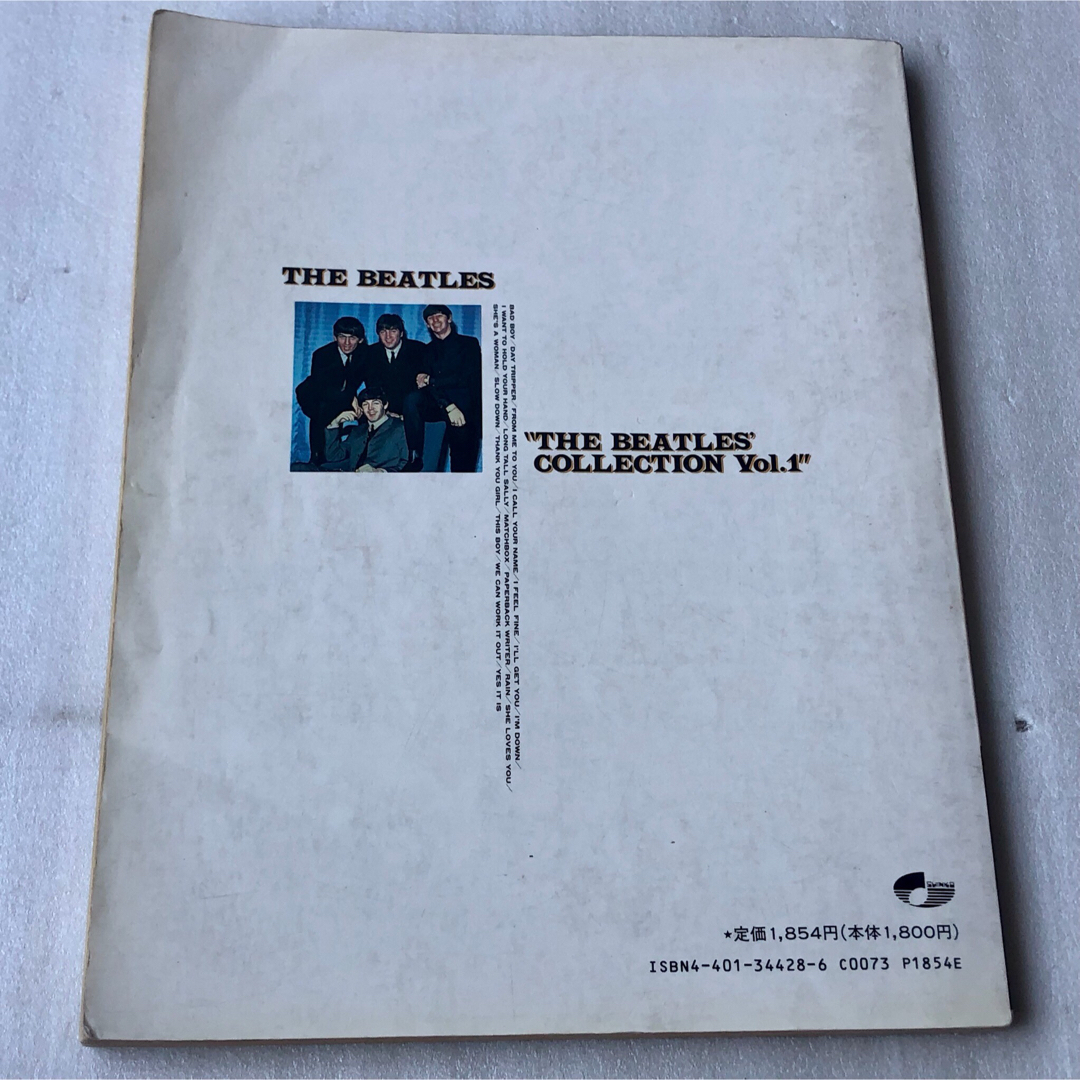 THE BEATLES
BAD BOY/DAY TRIPPER/FROM ME TO YOU/I CALL YOUR NAME/I FEEL FINE/I'LL GET YOU/I'M DOWN/
I WANT TO HOLD YOUR HAND/LONG TALL SALLY/MATCHBOX/PAPERBACK WRITER/RAIN/SHE LOVES YOU/
SHE'S A WOMAN/SLOW DOWN/THANK YOU GIRL/THIS BOY/WE CAN WORK IT OUT/YES IT IS
"THE BEATLES'
COLLECTION Vol.1"
SHINKO
★定価1,854円(本体1,800円)
ISBN4-401-34428-6 C0073 P1854E